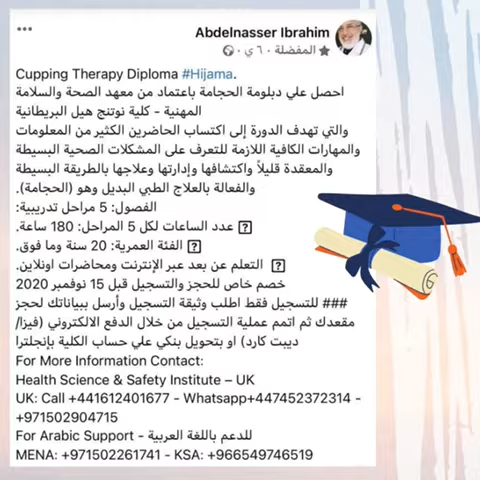 Abdelnasser Ibrahim
المفضلة · ٦ ي ·
Cupping Therapy Diploma #Hijama.
احصل علي دبلومة الحجامة باعتماد من معهد الصحة والسلامة
المهنية - كلية نوتنج هيل البريطانية
والتي تهدف الدورة إلى اكتساب الحاضرين الكثير من المعلومات
والمهارات الكافية اللازمة للتعرف على المشكلات الصحية البسيطة
والمعقدة قليلاً واكتشافها وإدارتها وعلاجها بالطريقة البسيطة
والفعالة بالعلاج الطبي البديل وهو (الحجامة).
الفصول: 5 مراحل تدريبية:
? عدد الساعات لكل 5 المراحل: 180 ساعة.
? الفئة العمرية: 20 سنة وما فوق.
? التعلم عن بعد عبر الإنترنت ومحاضرات اونلاين.
خصم خاص للحجز والتسجيل قبل 15 نوفمبر 2020
### للتسجيل فقط اطلب وثيقة التسجيل وأرسل ببياناتك لحجز
مقعدك ثم اتمم عملية التسجيل من خلال الدفع الالكتروني (فيزا/
ديبت كارد) او بتحويل بنكي علي حساب الكلية بإنجلترا
For More Information Contact:
Health Science & Safety Institute – UK
UK: Call +441612401677 - Whatsapp+447452372314 -
+971502904715
For Arabic Support - للدعم باللغة العربية
MENA: +971502261741 - KSA: +966549746519